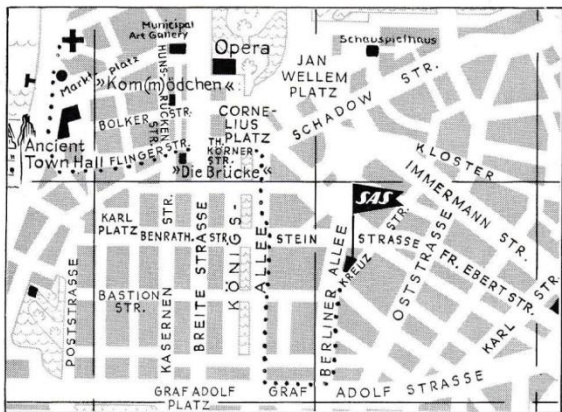 Municipal
Art Gallery
Opera
JAN
WELLEM
PLATZ
Schauspielhaus
SCHADOW STR.
Markt-platz
»Kom(m)ödchen«
HUNS-RÜCKEN STR.
BOLKER STR.
CORNE-
LIUS
PLATZ
Ancient
Town Hall
FLINGERSTR.
TH.
KÖRNER
STR.
»Die Brücke«
KLOSTER
IMMERMANN STR.
SAS
KARL
PLATZ
BENRATH. STR.
STEIN STRASSE
FR. EBERT STR.
KÖNIGS-
ALLEE
BREITE STRASSE
KASERNEN STR.
BASTION
STR.
POSTSTRASSE
BERLINER ALLEE
KREUZ STR.
OSTSTRASSE
KARL STR.
GRAF ADOLF
PLATZ
GRAF ADOLF STRASSE